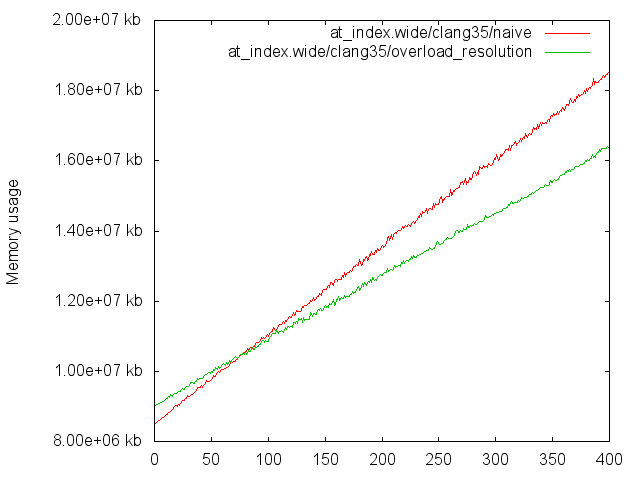 2.00e+07 kb
at_index.wide/clang35/naive
at_index.wide/clang35/overload_resolution
1.80e+07 kb
1.60e+07 kb
1.40e+07 kb
1.20e+07 kb
1.00e+07 kb
8.00e+06 kb
Memory usage
0 50 100 150 200 250 300 350 400